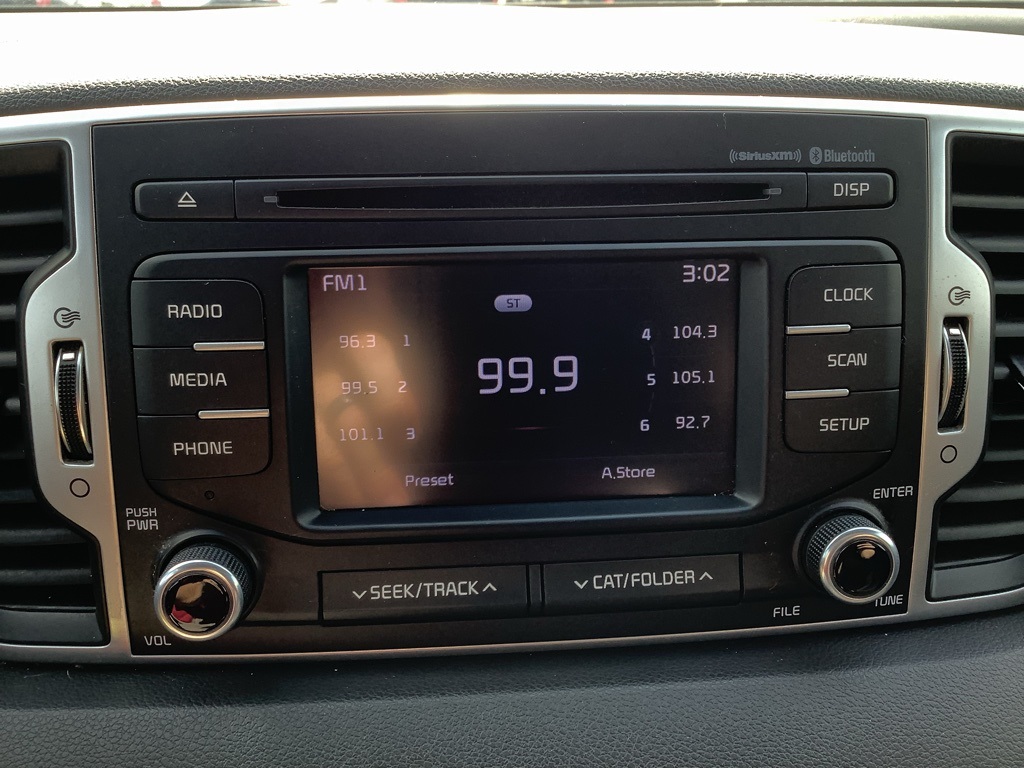 ((SiriusXM)) Bluetooth
DISP
FM1 3:02
ST
RADIO
MEDIA
PHONE
96.3 1
99.5 2
101.1 3
99.9
4 104.3
5 105.1
6 92.7
Preset A.Store
CLOCK
SCAN
SETUP
PUSH
PWR
VOL
SEEK/TRACK
CAT/FOLDER
ENTER
FILE
TUNE